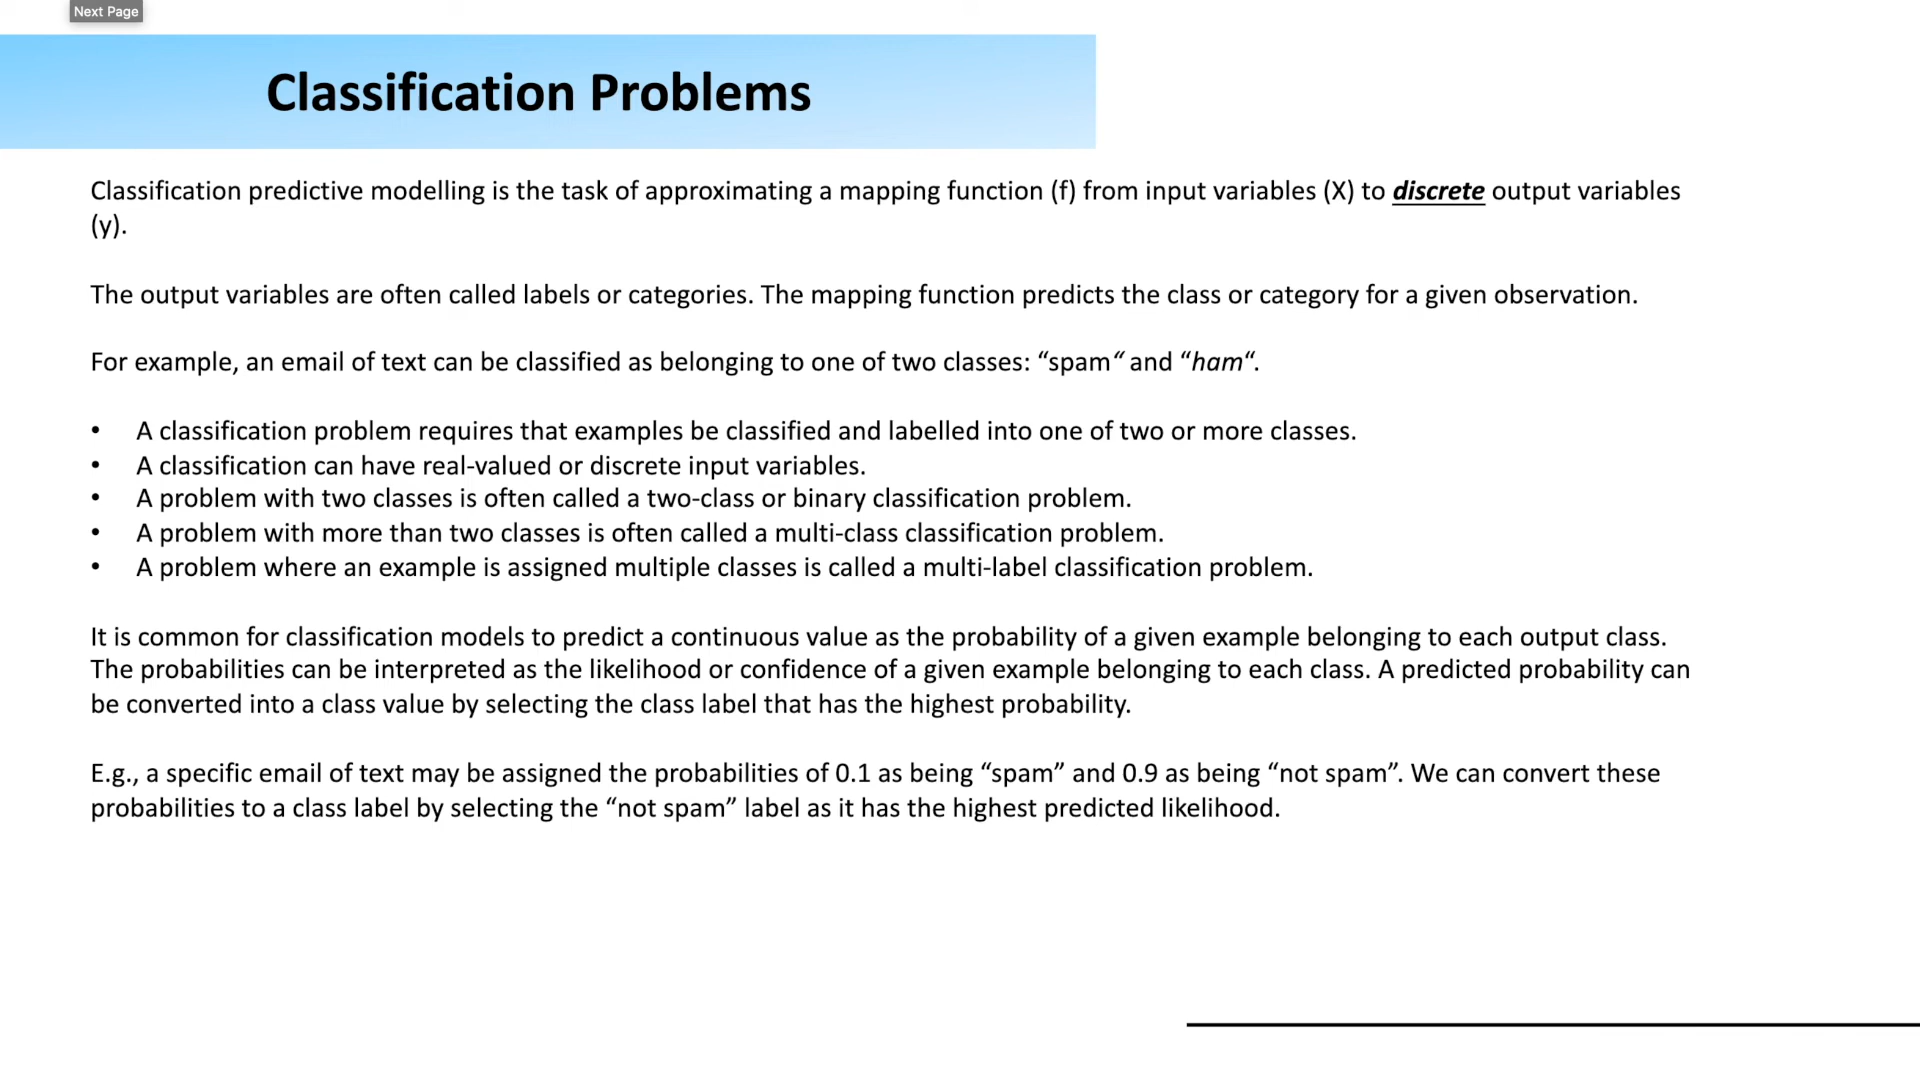 Next Page
Classification Problems
Classification predictive modelling is the task of approximating a mapping function (f) from input variables (X) to discrete output variables
(y).
The output variables are often called labels or categories. The mapping function predicts the class or category for a given observation.
For example, an email of text can be classified as belonging to one of two classes: “spam“ and “ham“.
• A classification problem requires that examples be classified and labelled into one of two or more classes.
• A classification can have real-valued or discrete input variables.
• A problem with two classes is often called a two-class or binary classification problem.
• A problem with more than two classes is often called a multi-class classification problem.
• A problem where an example is assigned multiple classes is called a multi-label classification problem.
It is common for classification models to predict a continuous value as the probability of a given example belonging to each output class.
The probabilities can be interpreted as the likelihood or confidence of a given example belonging to each class. A predicted probability can
be converted into a class value by selecting the class label that has the highest probability.
E.g., a specific email of text may be assigned the probabilities of 0.1 as being “spam” and 0.9 as being “not spam”. We can convert these
probabilities to a class label by selecting the “not spam” label as it has the highest predicted likelihood.